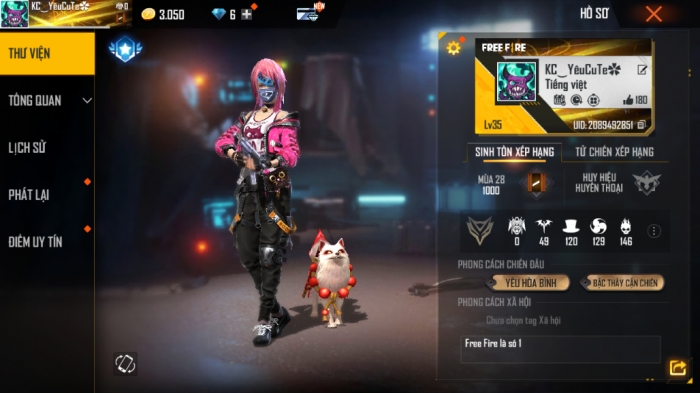 KC_YêuCuTe✿
0
3.050
6
NEW
HỒ SƠ
THƯ VIỆN
TỔNG QUAN
LỊCH SỬ
PHÁT LẠI
ĐIỂM UY TÍN
FREE FIRE
KC_YêuCuTe✿
Tiếng việt
180
Lv35
UID: 2089492851
SINH TỒN XẾP HẠNG
TỬ CHIẾN XẾP HẠNG
MÙA 28
1000
HUY HIỆU
HUYỀN THOẠI
0 49 120 129 146
PHONG CÁCH CHIẾN ĐẤU
YÊU HÒA BÌNH
BẬC THẦY CẬN CHIẾN
PHONG CÁCH XÃ HỘI
Chưa chọn tag Xã hội
Free Fire là số 1